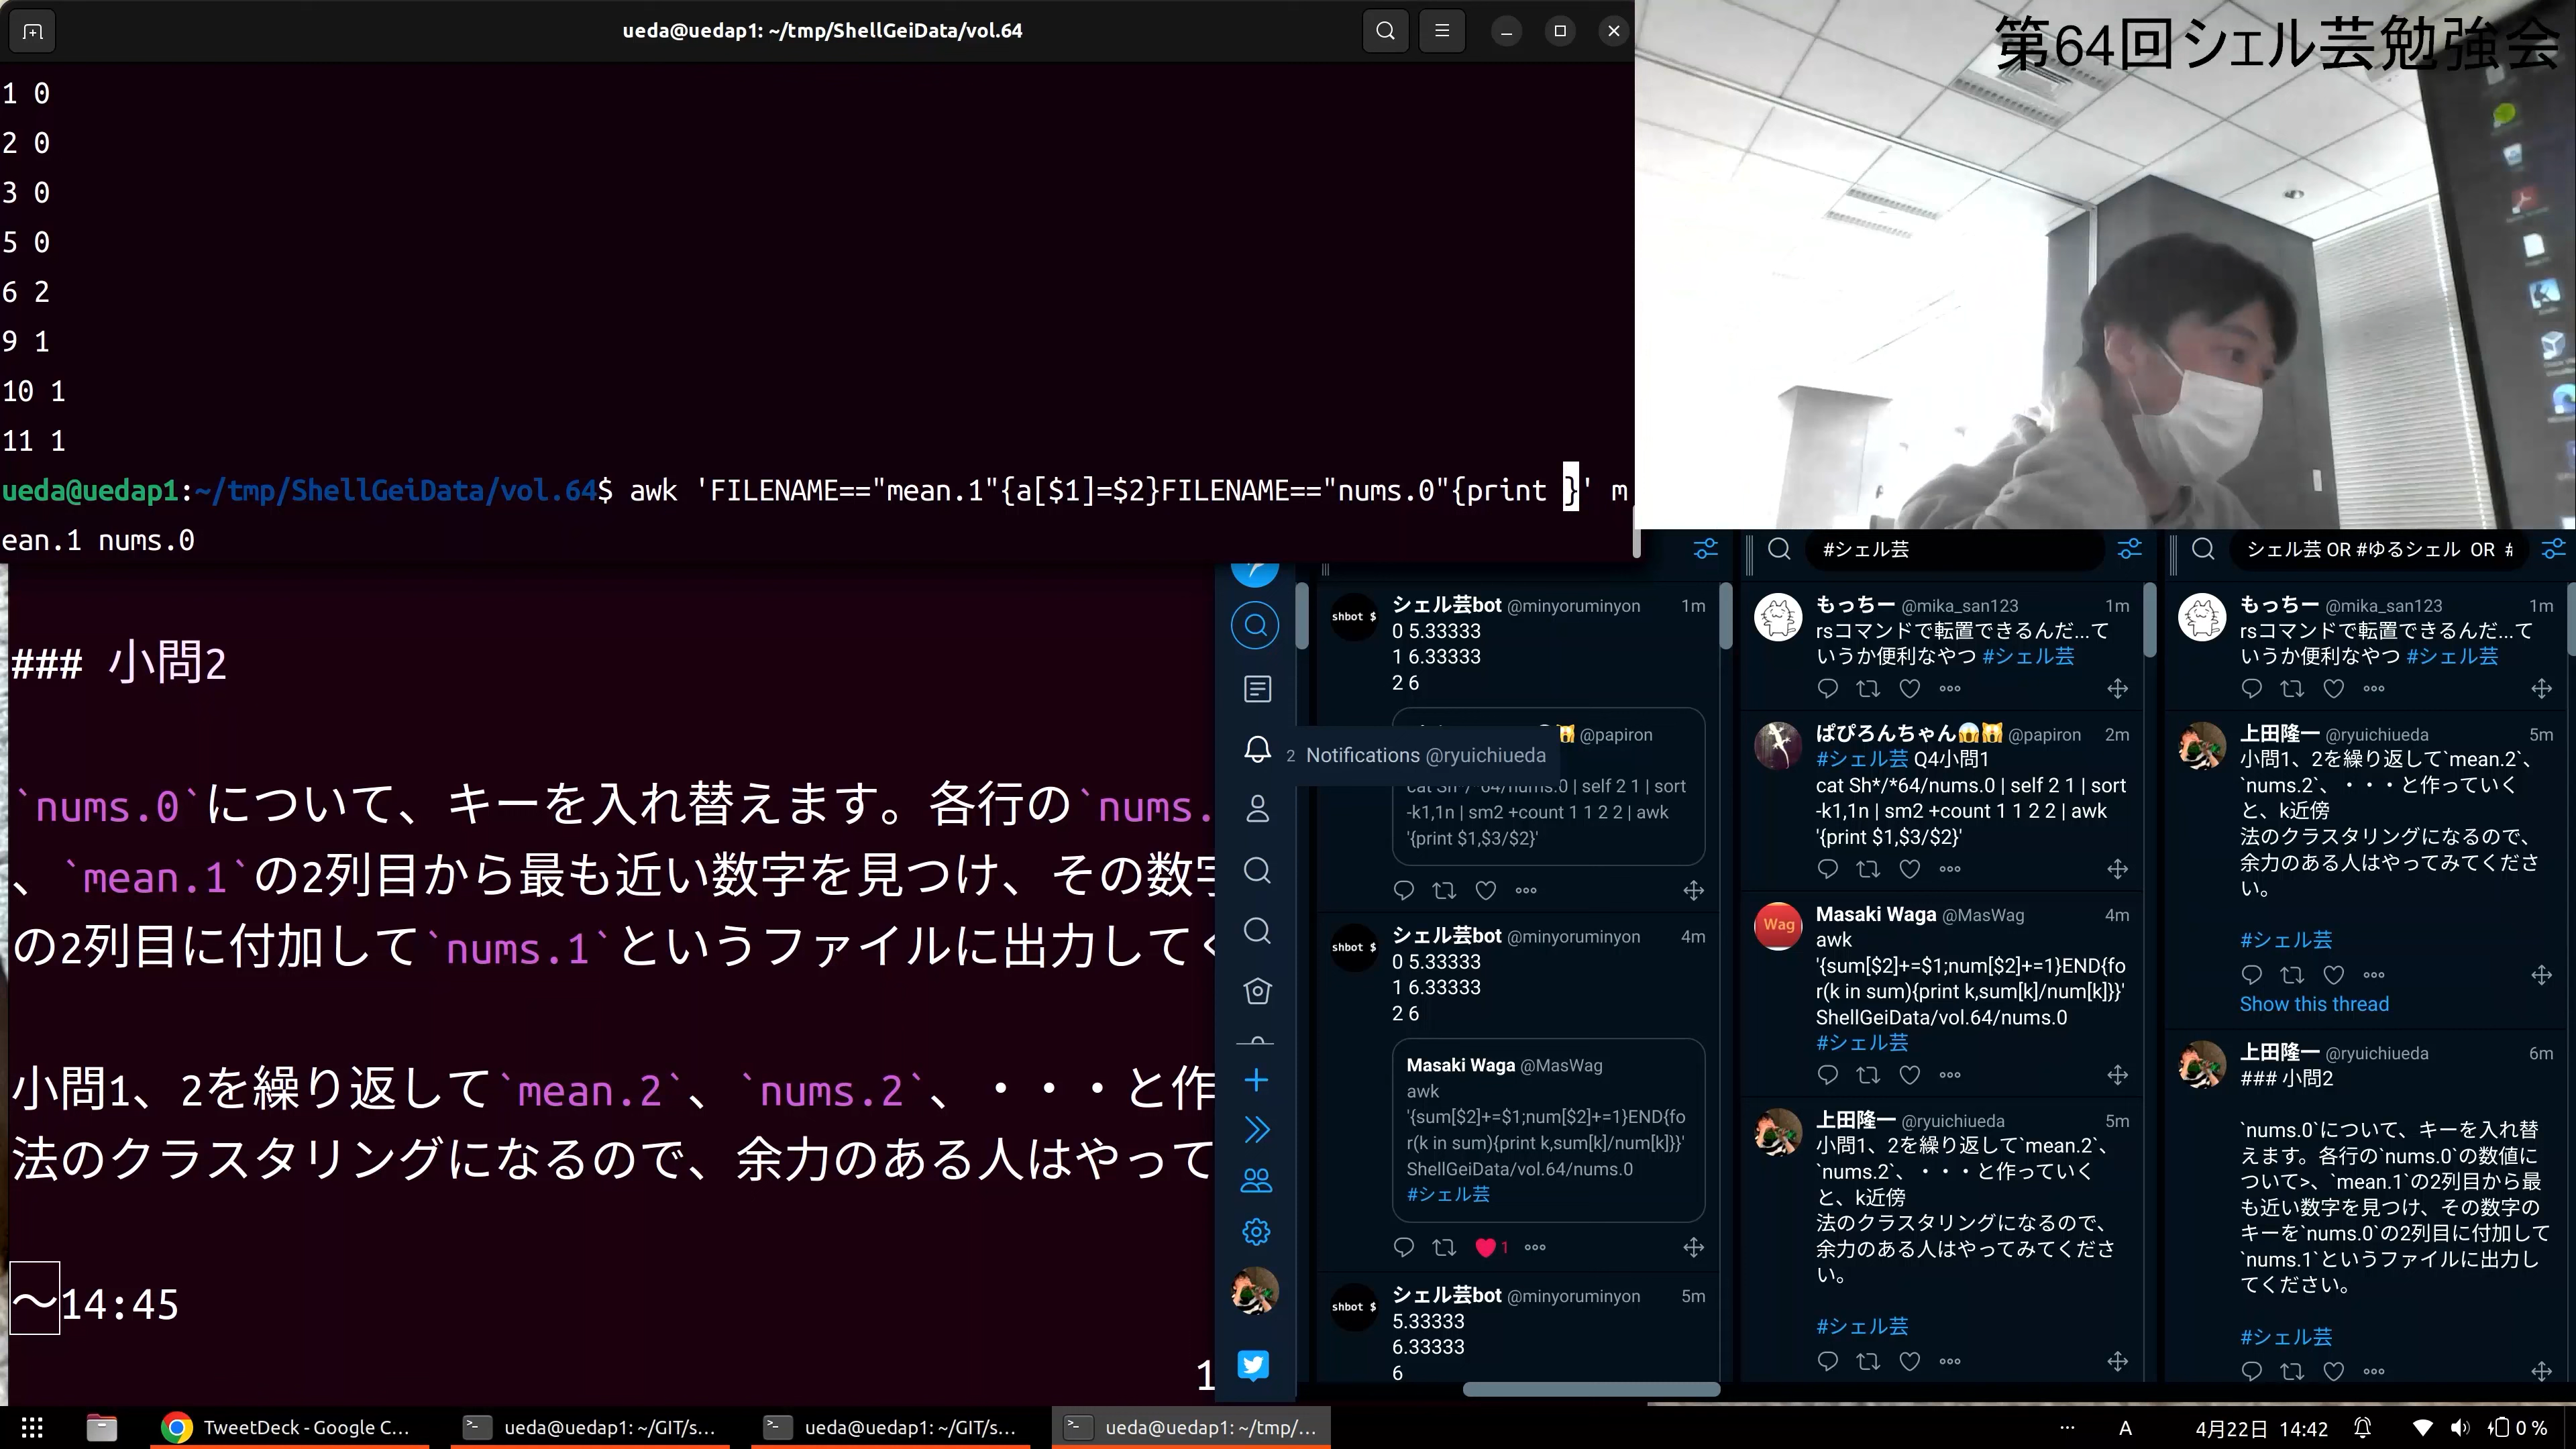 ueda@uedap1: ~/tmp/ShellGeiData/vol.64
第64回シェル芸勉強会
1 0
2 0
3 0
5 0
6 2
9 1
10 1
11 1
ueda@uedap1:~/tmp/ShellGeiData/vol.64$ awk 'FILENAME=="mean.1"{a[$1]=$2}FILENAME=="nums.0"{print }' m
ean.1 nums.0
### 小問2
`nums.0`について、キーを入れ替えます。各行の`nums.
、`mean.1`の2列目から最も近い数字を見つけ、その数字
の2列目に付加して`nums.1`というファイルに出力してく
小問1、2を繰り返して`mean.2`、`nums.2`、・・・と作
法のクラスタリングになるので、余力のある人はやって
〜14:45
1
シェル芸bot @minyoruminyon 1m
shbot $
0 5.33333
1 6.33333
2 6
@papiron
2 Notifications @ryuichiueda
cat Sh*/*64/nums.0 | self 2 1 | sort
-k1,1n | sm2 +count 1 1 2 2 | awk
'{print $1,$3/$2}'
シェル芸bot @minyoruminyon 4m
shbot $
0 5.33333
1 6.33333
2 6
Masaki Waga @MasWag
awk
'{sum[$2]+=$1;num[$2]+=1}END{fo
r(k in sum){print k,sum[k]/num[k]}}'
ShellGeiData/vol.64/nums.0
#シェル芸
1
シェル芸bot @minyoruminyon 5m
shbot $
5.33333
6.33333
6
#シェル芸
もっちー @mika_san123 1m
rsコマンドで転置できるんだ...て
いうか便利なやつ #シェル芸
ぱぴろんちゃん😱🙀 @papiron 2m
#シェル芸 Q4小問1
cat Sh*/*64/nums.0 | self 2 1 | sort
-k1,1n | sm2 +count 1 1 2 2 | awk
'{print $1,$3/$2}'
Masaki Waga @MasWag 4m
Wag
awk
'{sum[$2]+=$1;num[$2]+=1}END{fo
r(k in sum){print k,sum[k]/num[k]}}'
ShellGeiData/vol.64/nums.0
#シェル芸
上田隆一 @ryuichiueda 5m
小問1、2を繰り返して`mean.2`、
`nums.2`、・・・と作っていく
と、k近傍
法のクラスタリングになるので、
余力のある人はやってみてくださ
い。
#シェル芸
シェル芸 OR #ゆるシェル OR #
もっちー @mika_san123 1m
rsコマンドで転置できるんだ...て
いうか便利なやつ #シェル芸
上田隆一 @ryuichiueda 5m
小問1、2を繰り返して`mean.2`、
`nums.2`、・・・と作っていく
と、k近傍
法のクラスタリングになるので、
余力のある人はやってみてくださ
い。
#シェル芸
Show this thread
上田隆一 @ryuichiueda 6m
### 小問2
`nums.0`について、キーを入れ替
えます。各行の`nums.0`の数値に
ついて>、`mean.1`の2列目から最
も近い数字を見つけ、その数字の
キーを`nums.0`の2列目に付加して
`nums.1`というファイルに出力し
てください。
#シェル芸
TweetDeck - Google C...
ueda@uedap1: ~/GIT/s...
ueda@uedap1: ~/GIT/s...
ueda@uedap1: ~/tmp/...
A
4月22日 14:42
0 %